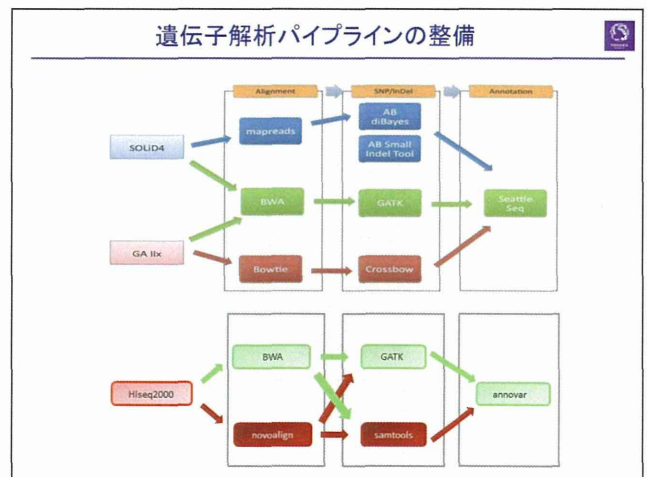 遺伝子解析パイプラインの整備
Alignment
SNP/InDel
Annotation
SOLiD4
mapreads
AB
diBayes
AB Small
Indel Tool
BWA
GATK
Seattle
Seq
GA IIx
Bowtie
Crossbow
BWA
GATK
Hiseq2000
annovar
novoalign
samtools